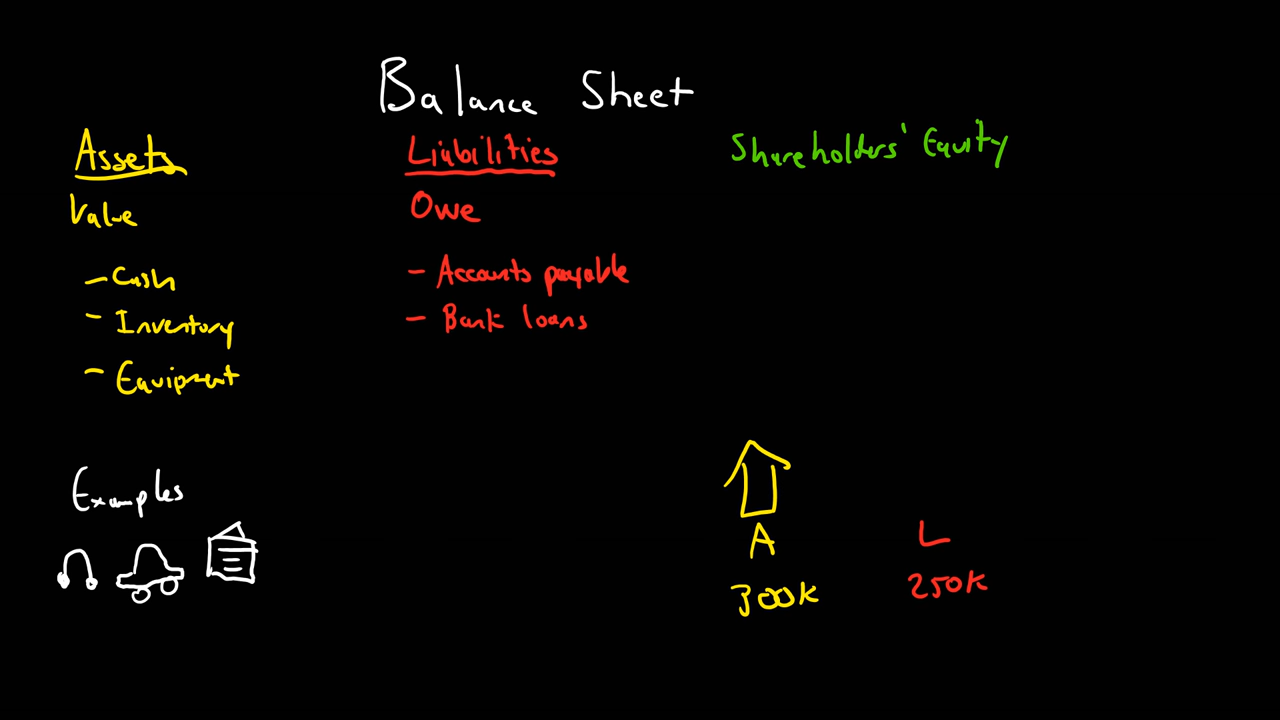 Balance Sheet
Assets
Value
- Cash
- Inventory
- Equipment
Examples
Liabilities
Owe
- Accounts payable
- Bank loans
Shareholders' Equity
A L
300K 250K